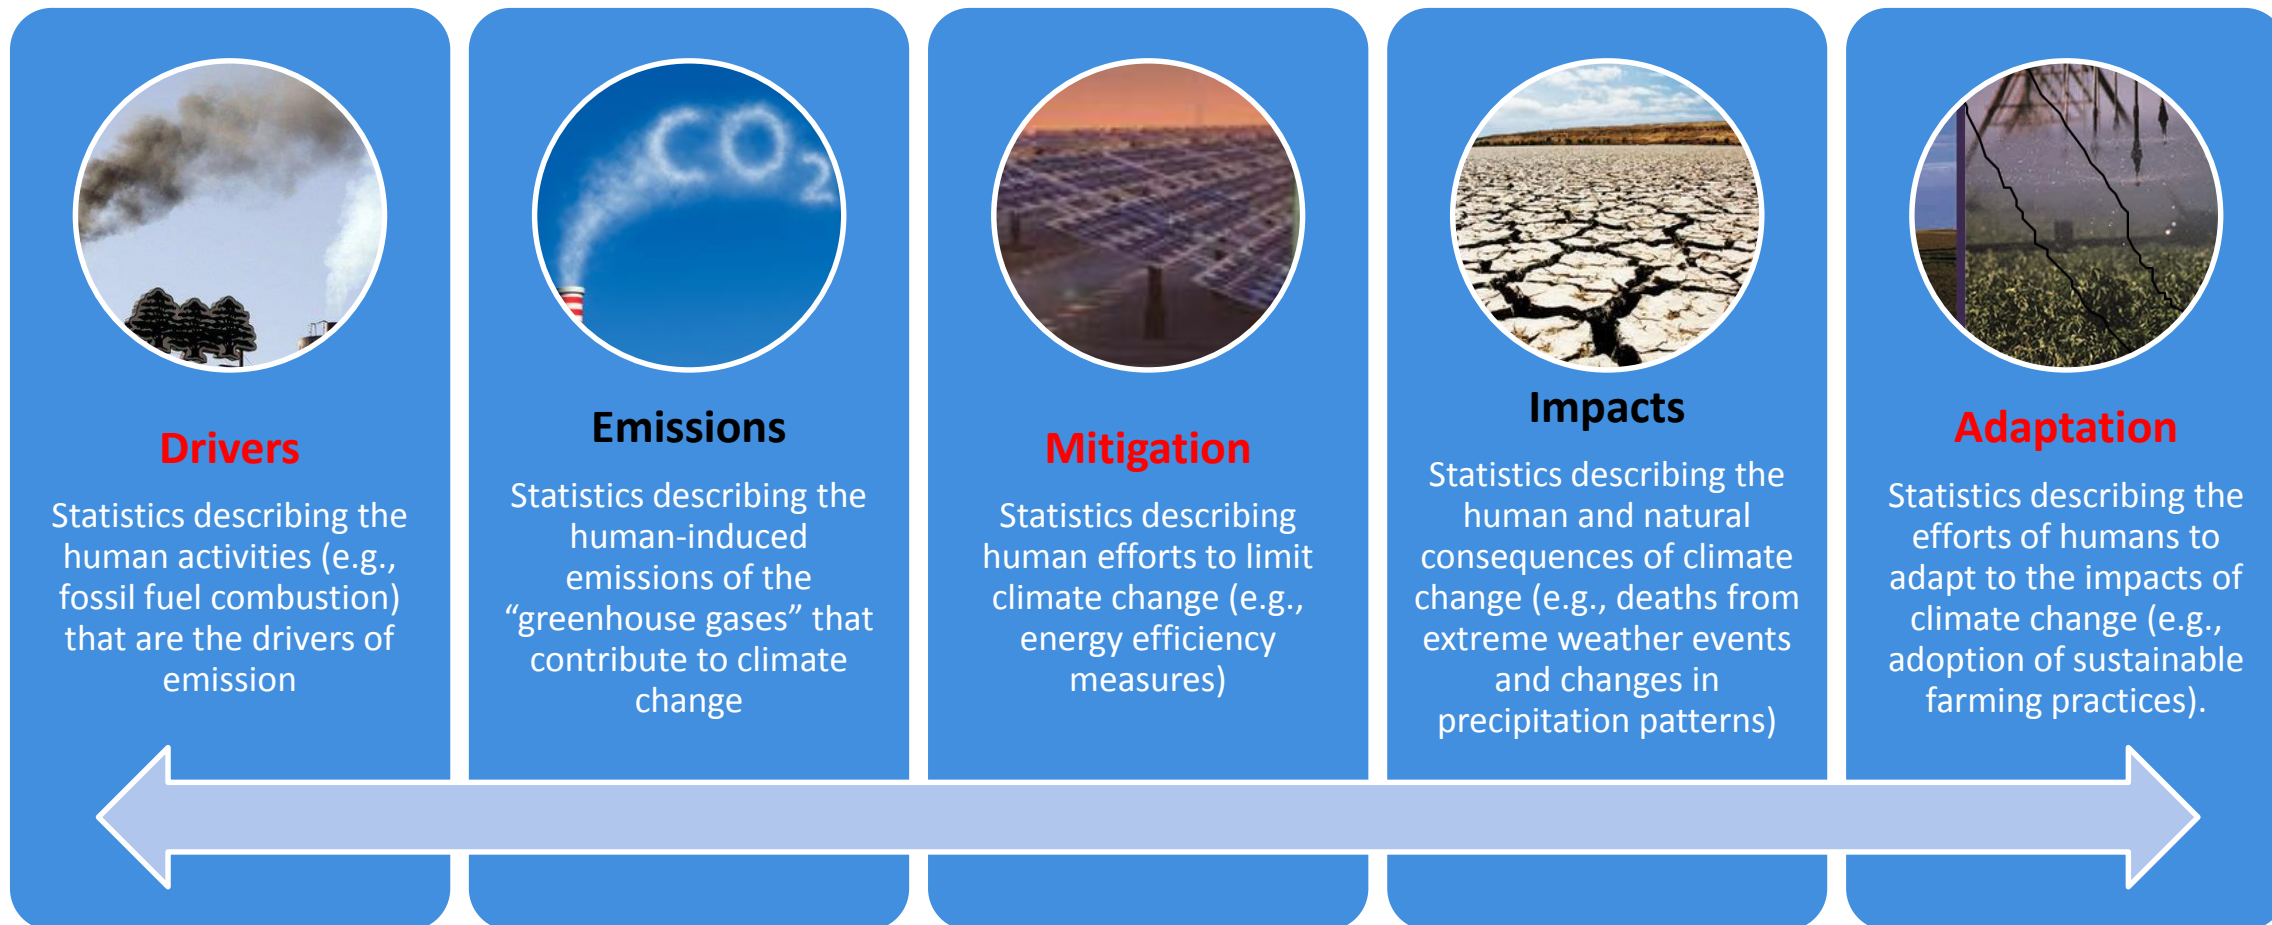 Drivers
Statistics describing the
human activities (e.g.,
fossil fuel combustion)
that are the drivers of
emission
CO2
Emissions
Statistics describing the
human-induced
emissions of the
“greenhouse gases” that
contribute to climate
change
Mitigation
Statistics describing
human efforts to limit
climate change (e.g.,
energy efficiency
measures)
Impacts
Statistics describing the
human and natural
consequences of climate
change (e.g., deaths from
extreme weather events
and changes in
precipitation patterns)
Adaptation
Statistics describing the
efforts of humans to
adapt to the impacts of
climate change (e.g.,
adoption of sustainable
farming practices).